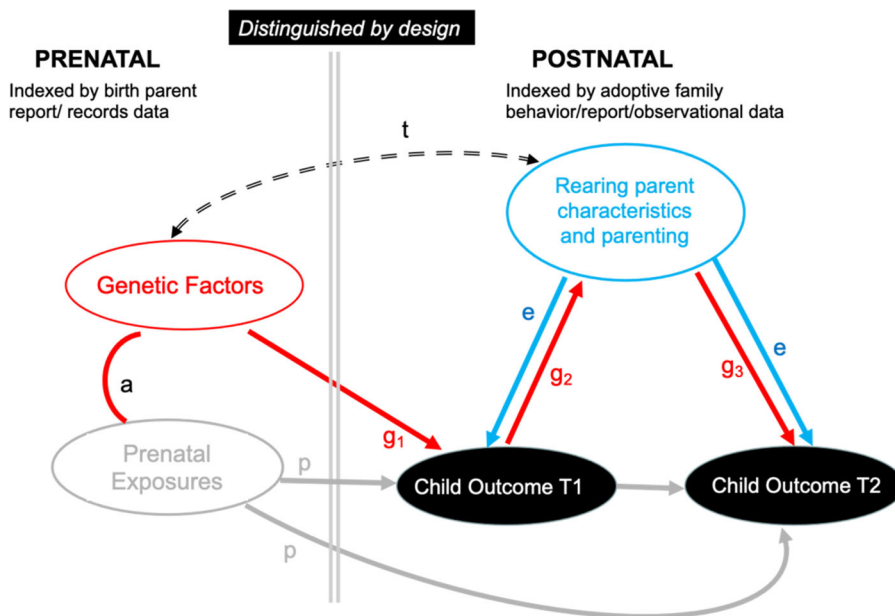 Distinguished by design
PRENATAL
Indexed by birth parent
report/ records data
POSTNATAL
Indexed by adoptive family
behavior/report/observational data
t
Rearing parent
characteristics
and parenting
Genetic Factors
a
e
g₂
g₃
e
g₁
Prenatal
Exposures
p
Child Outcome T1
Child Outcome T2
p